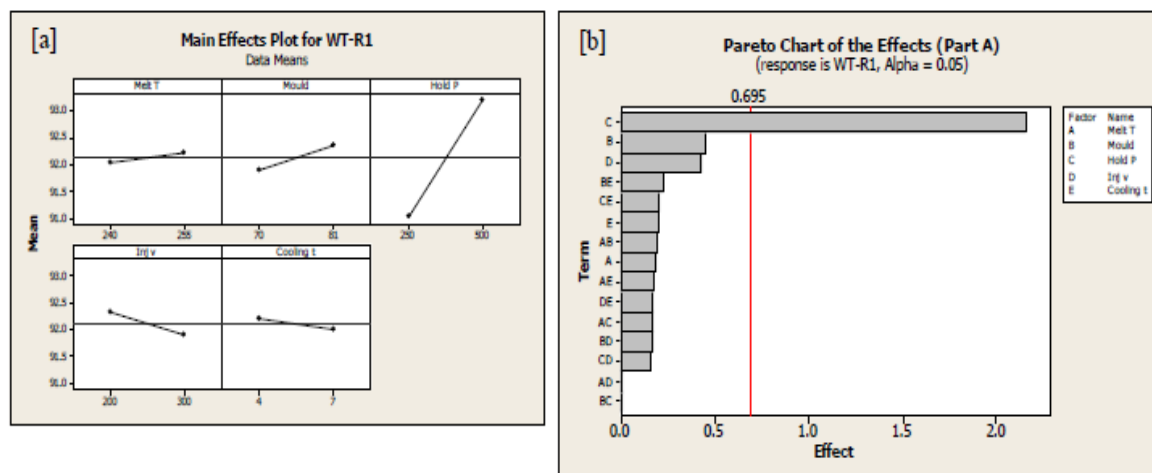 [a]
Main Effects Plot for WT-R1
Data Means
Melt T Mould Hold P
93.0
92.5
92.0
91.5
91.0
240 255 70 81 250 500
Inj v Cooling t
93.0
92.5
92.0
91.5
91.0
200 300 4 7
Mean
[b]
Pareto Chart of the Effects (Part A)
(response is WT-R1, Alpha = 0.05)
0.695
Term
C
B
D
BE
CE
E
AB
A
AE
DE
AC
BD
CD
AD
BC
0.0 0.5 1.0 1.5 2.0
Effect
Factor Name
A Melt T
B Mould
C Hold P
D Inj v
E Cooling t